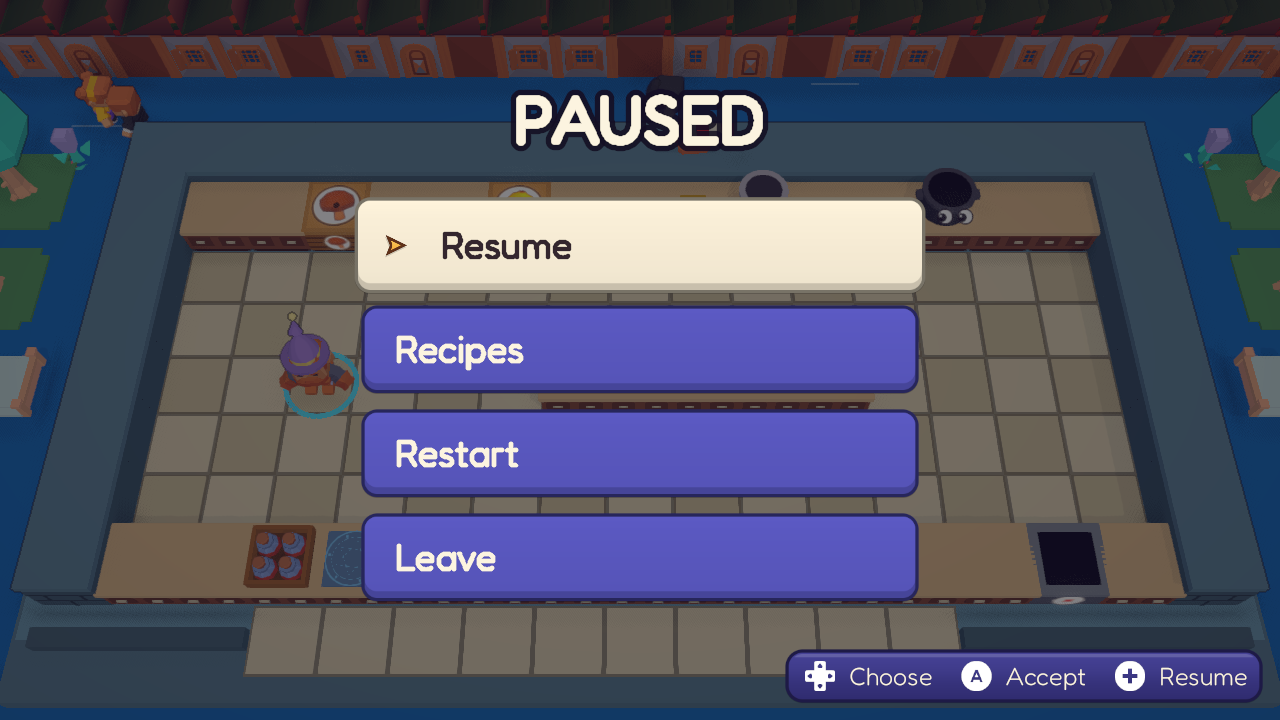 PAUSED
Resume
Recipes
Restart
Leave
Choose A Accept Resume